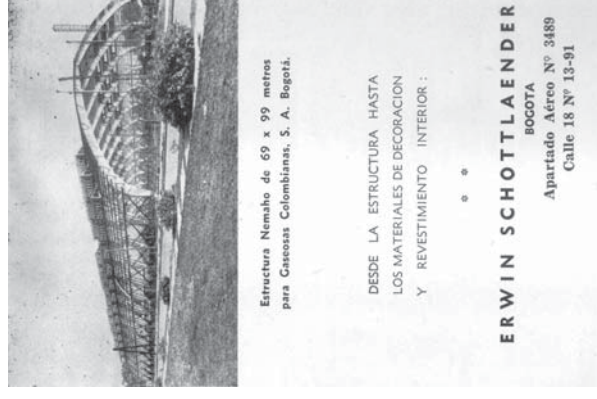 Estructura Nemaho de 69 x 99 metros
para Gaseosas Colombianas, S. A. Bogotá.
DESDE LA ESTRUCTURA HASTA
LOS MATERIALES DE DECORACION
Y REVESTIMIENTO INTERIOR :
* *
ERWIN SCHOTTLAENDER
BOGOTA
Apartado Aéreo Nº 3489
Calle 18 Nº 13-91